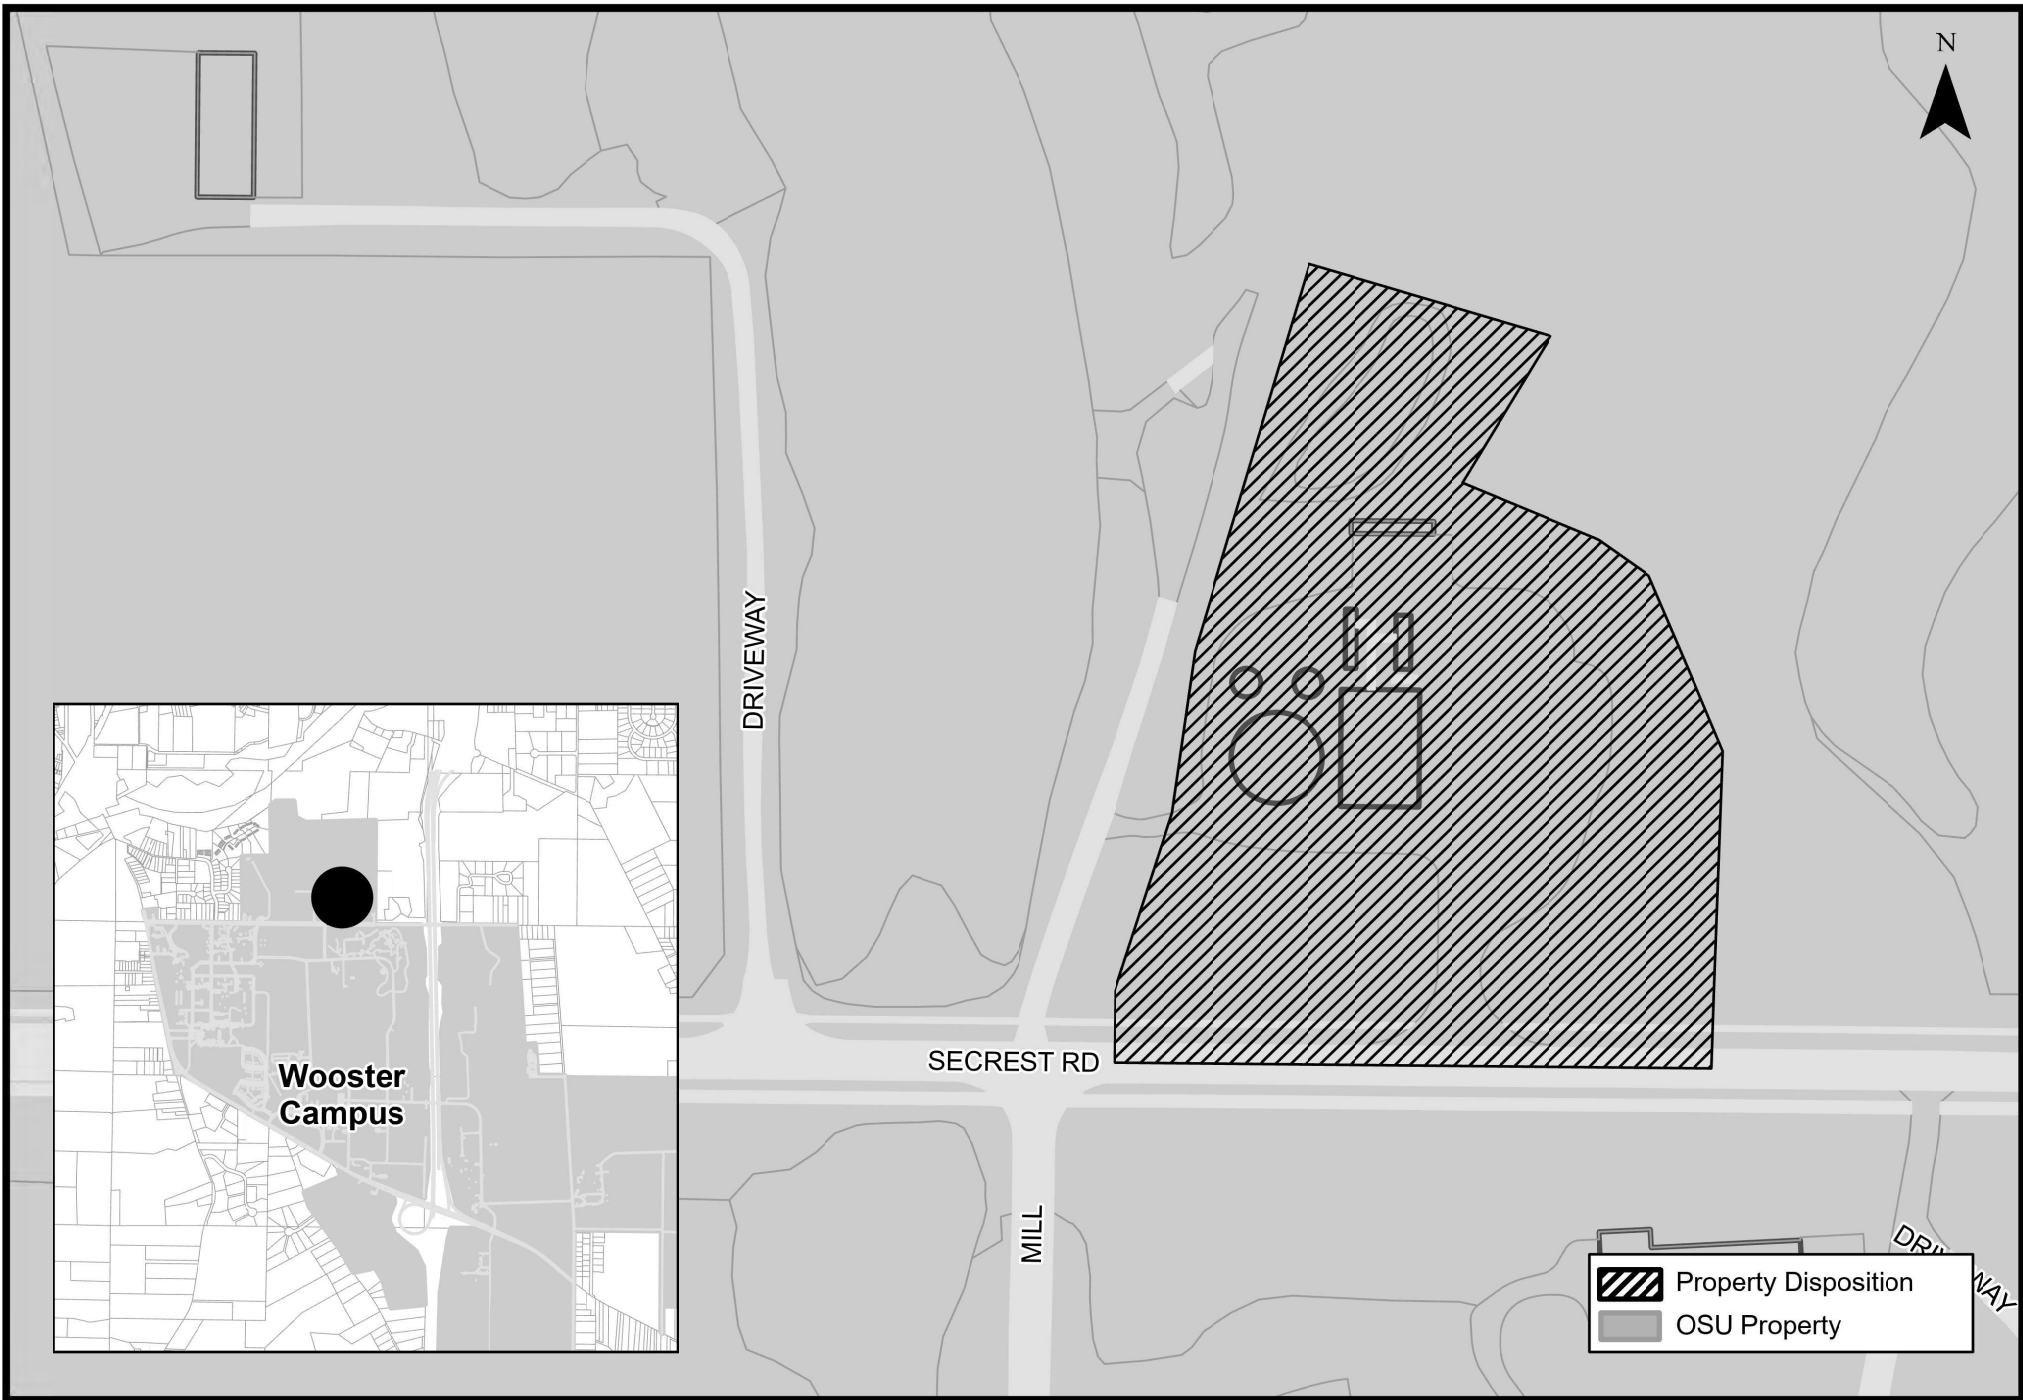 N
DRIVEWAY
SECREST RD
MILL
Wooster
Campus
Property Disposition
OSU Property